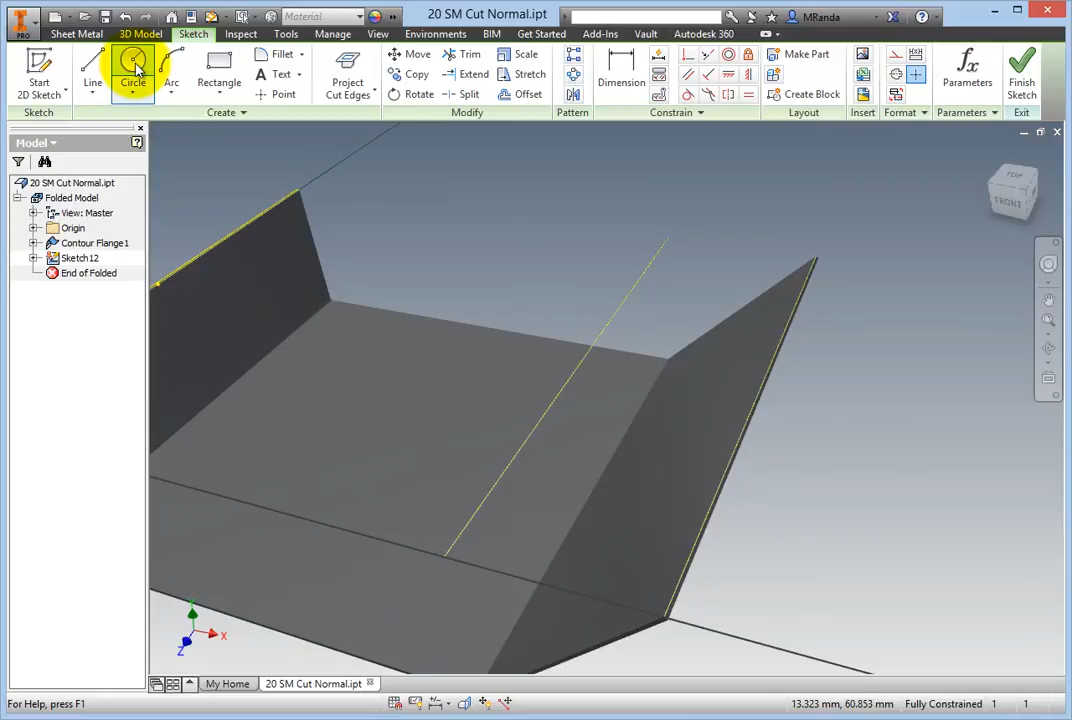 Material
20 SM Cut Normal.ipt
MRanda
PRO
Sheet Metal
3D Model
Sketch
Inspect
Tools
Manage
View
Environments
BIM
Get Started
Add-Ins
Vault
Autodesk 360
Start
2D Sketch
Line
Circle
Arc
Rectangle
Fillet
Text
Point
Project
Cut Edges
Move
Copy
Rotate
Trim
Extend
Split
Scale
Stretch
Offset
Dimension
Make Part
Create Block
Parameters
Finish
Sketch
Sketch
Create
Modify
Pattern
Constrain
Layout
Insert
Format
Parameters
Exit
Model
20 SM Cut Normal.ipt
Folded Model
View: Master
Origin
Contour Flange1
Sketch12
End of Folded
TOP
FRONT
Y
X
Z
My Home
20 SM Cut Normal.ipt
For Help, press F1
13.323 mm, 60.853 mm
Fully Constrained
1
1